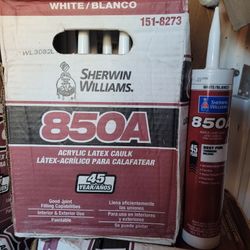 WHITE/BLANCO
151-8273
SHERWIN
WILLIAMS.
850A
ACRYLIC LATEX CAULK
LÁTEX-ACRÍLICO PARA CALAFATEAR
45
YEAR/AÑOS
Good Joint
Filling Capabilities
Interior & Exterior Use
Paintable
Llena eficientemente
las uniones
Para uso en interiores
y exteriores
Se puede pintar
SHERWIN
WILLIAMS.
850A
45